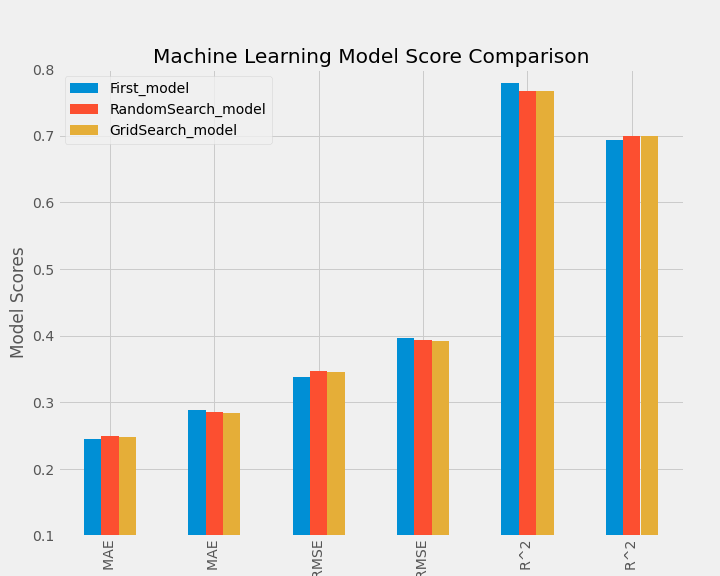 Machine Learning Model Score Comparison
First_model
RandomSearch_model
GridSearch_model
Model Scores
0.8
0.7
0.6
0.5
0.4
0.3
0.2
0.1
MAE
MAE
RMSE
RMSE
R^2
R^2